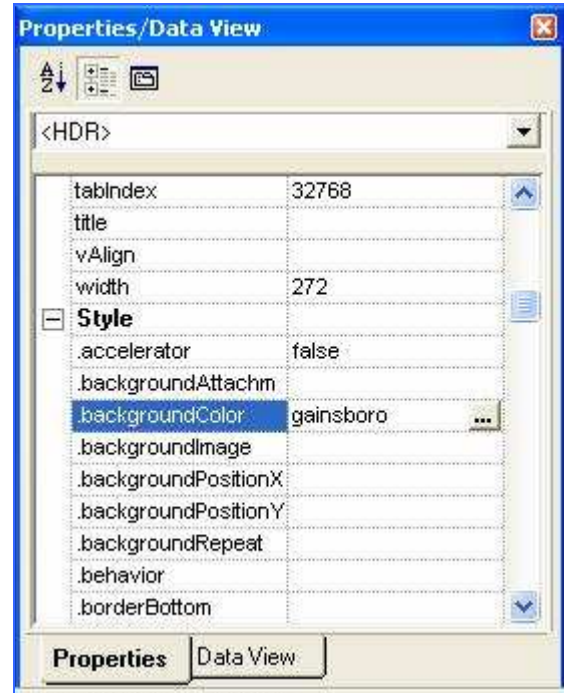 Properties/Data View
A
Z
<HDR>
tabIndex 32768
title
vAlign
width 272
Style
.accelerator false
.backgroundAttachm
.backgroundColor gainsboro ...
.backgroundImage
.backgroundPositionX
.backgroundPositionY
.backgroundRepeat
.behavior
.borderBottom
Properties Data View